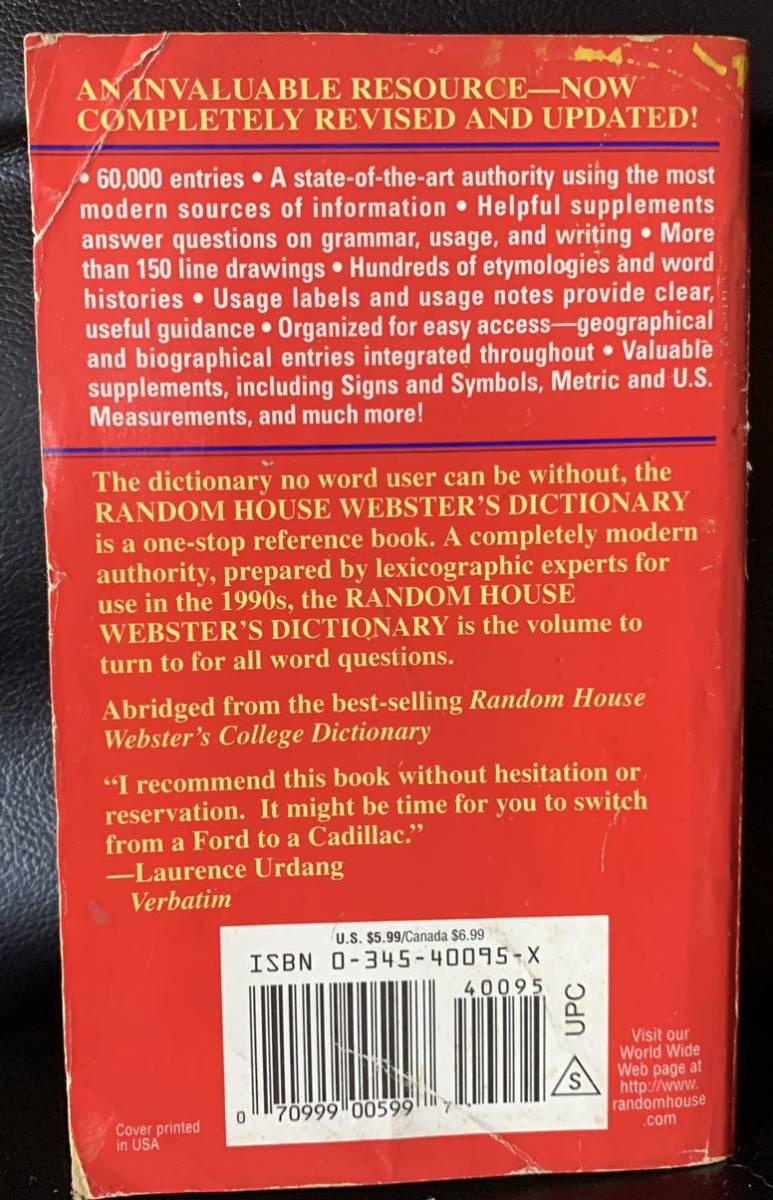 AN INVALUABLE RESOURCE—NOW
COMPLETELY REVISED AND UPDATED!
• 60,000 entries • A state-of-the-art authority using the most
modern sources of information • Helpful supplements
answer questions on grammar, usage, and writing • More
than 150 line drawings • Hundreds of etymologies and word
histories • Usage labels and usage notes provide clear,
useful guidance • Organized for easy access—geographical
and biographical entries integrated throughout • Valuable
supplements, including Signs and Symbols, Metric and U.S.
Measurements, and much more!
The dictionary no word user can be without, the
RANDOM HOUSE WEBSTER'S DICTIONARY
is a one-stop reference book. A completely modern
authority, prepared by lexicographic experts for
use in the 1990s, the RANDOM HOUSE
WEBSTER'S DICTIONARY is the volume to
turn to for all word questions.
Abridged from the best-selling Random House
Webster's College Dictionary
“I recommend this book without hesitation or
reservation. It might be time for you to switch
from a Ford to a Cadillac.”
—Laurence Urdang
Verbatim
U.S. $5.99/Canada $6.99
ISBN 0-345-40095-X
40095
UPC
S
0 70999 00599 7
Visit our
World Wide
Web page at
http://www.
randomhouse
.com
Cover printed
in USA